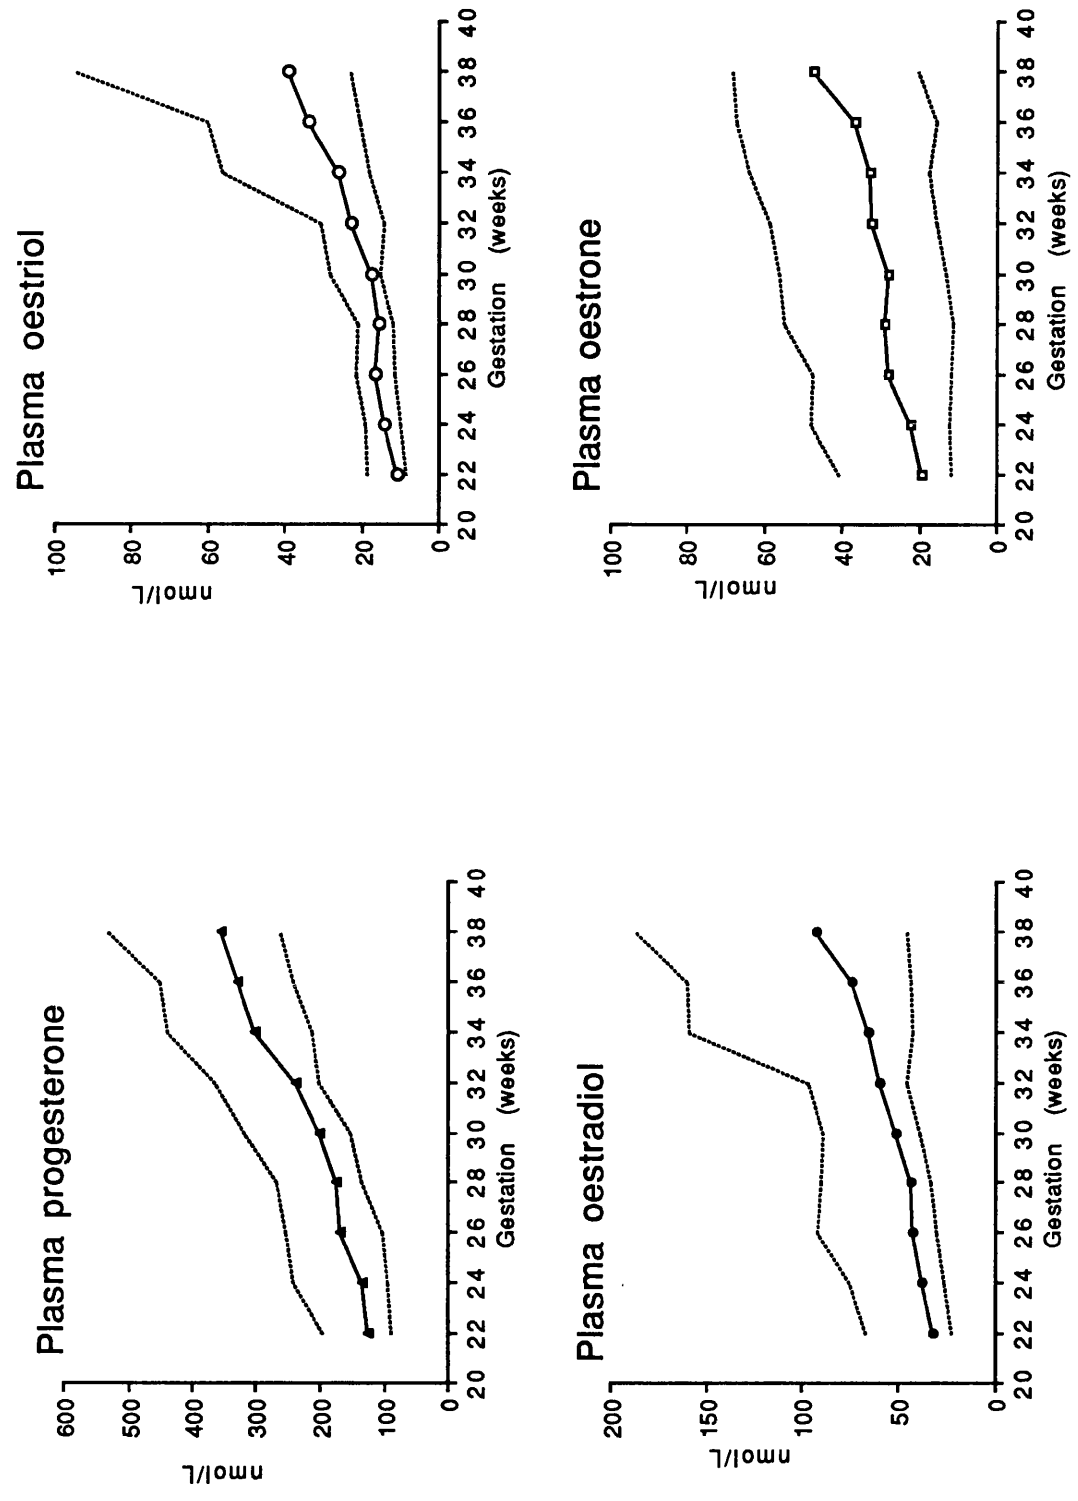 Plasma progesterone
nmol/L
600
500
400
300
200
100
0
20 22 24 26 28 30 32 34 36 38 40
Gestation (weeks)
Plasma oestriol
nmol/L
100
80
60
40
20
0
20 22 24 26 28 30 32 34 36 38 40
Gestation (weeks)
Plasma oestradiol
nmol/L
200
150
100
50
0
20 22 24 26 28 30 32 34 36 38 40
Gestation (weeks)
Plasma oestrone
nmol/L
100
80
60
40
20
0
20 22 24 26 28 30 32 34 36 38 40
Gestation (weeks)